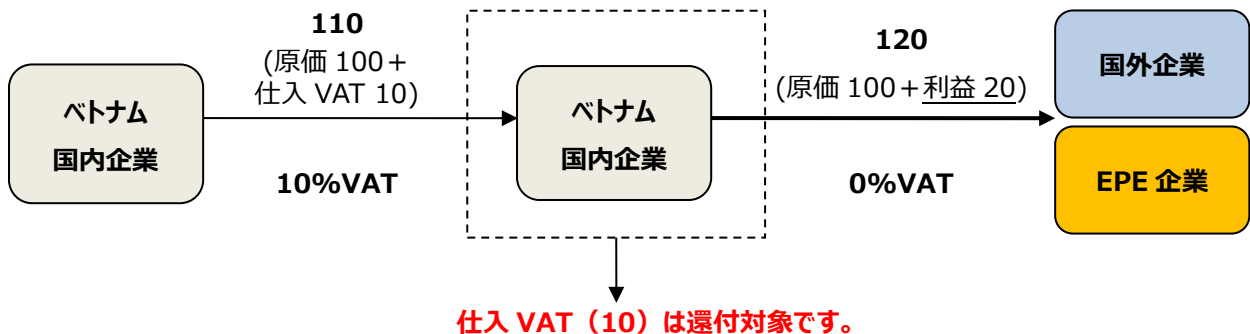 110
(原価 100＋
仕入 VAT 10)
120
(原価 100＋利益 20)
国外企業
ベトナム
国内企業
ベトナム
国内企業
10%VAT
0%VAT
EPE 企業
仕入 VAT（10）は還付対象です。